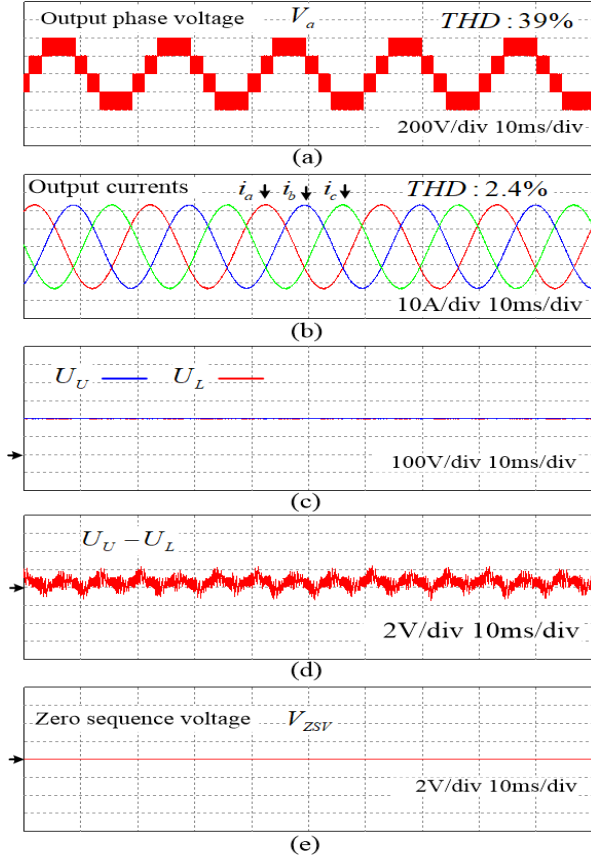 Output phase voltage V_a THD : 39%
200V/div 10ms/div
(a)
Output currents i_a i_b i_c THD : 2.4%
10A/div 10ms/div
(b)
U_U U_L
100V/div 10ms/div
(c)
U_U − U_L
2V/div 10ms/div
(d)
Zero sequence voltage V_ZSV
2V/div 10ms/div
(e)